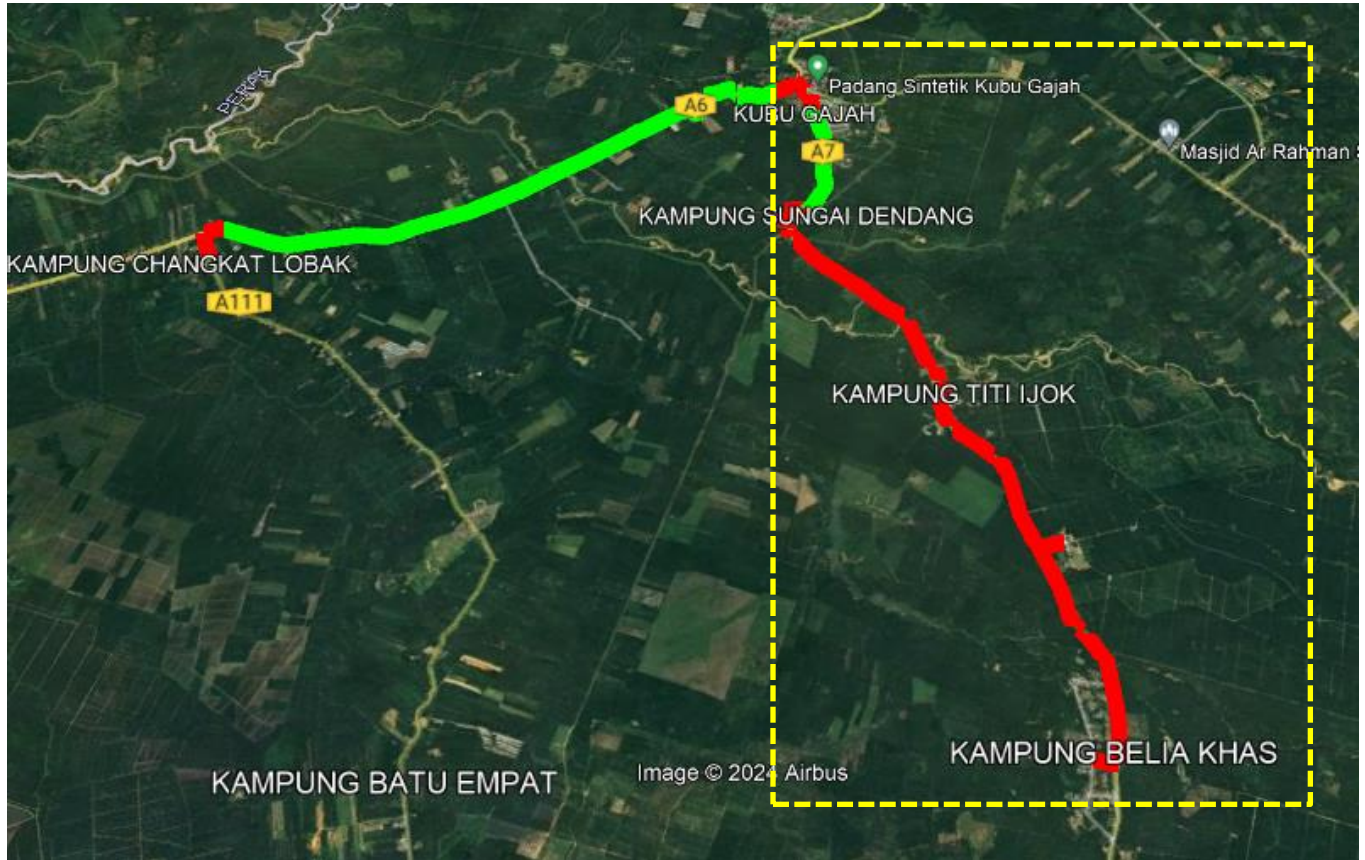 PERAK
Padang Sintetik Kubu Gajah
A6
KUBU GAJAH
A7
Masjid Ar Rahman S
KAMPUNG SUNGAI DENDANG
KAMPUNG CHANGKAT LOBAK
A111
KAMPUNG TITI IJOK
KAMPUNG BELIA KHAS
KAMPUNG BATU EMPAT
Image © 2024 Airbus